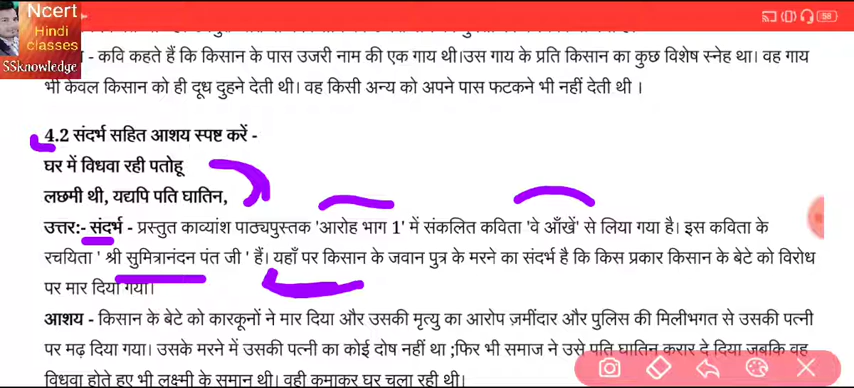 Ncert
Hindi
classes
SSknowledge
58
- कवि कहते हैं कि किसान के पास उजरी नाम की एक गाय थी।उस गाय के प्रति किसान का कुछ विशेष स्नेह था। वह गाय
भी केवल किसान को ही दूध दुहने देती थी। वह किसी अन्य को अपने पास फटकने भी नहीं देती थी ।
4.2 संदर्भ सहित आशय स्पष्ट करें -
घर में विधवा रही पतोहू
लछमी थी, यद्यपि पति घातिन,
उत्तर:- संदर्भ - प्रस्तुत काव्यांश पाठ्यपुस्तक 'आरोह भाग 1' में संकलित कविता 'वे आँखें' से लिया गया है। इस कविता के
रचयिता ' श्री सुमित्रानंदन पंत जी ' हैं। यहाँ पर किसान के जवान पुत्र के मरने का संदर्भ है कि किस प्रकार किसान के बेटे को विरोध
पर मार दिया गया।
आशय - किसान के बेटे को कारकूनों ने मार दिया और उसकी मृत्यु का आरोप ज़मींदार और पुलिस की मिलीभगत से उसकी पत्नी
पर मढ़ दिया गया। उसके मरने में उसकी पत्नी का कोई दोष नहीं था ;फिर भी समाज ने उसे पति घातिन करार दे दिया जबकि वह
विधवा होते हुए भी लक्ष्मी के समान थी। वही कमाकर घर चला रही थी।